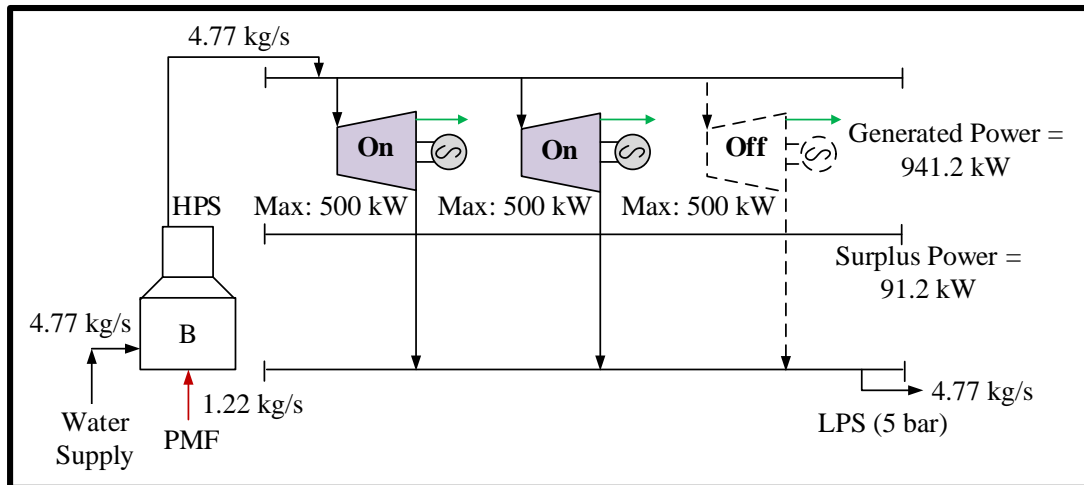 4.77 kg/s
On
On
Off
Generated Power =
941.2 kW
HPS
Max: 500 kW
Max: 500 kW
Max: 500 kW
Surplus Power =
91.2 kW
4.77 kg/s
B
Water
Supply
1.22 kg/s
PMF
4.77 kg/s
LPS (5 bar)